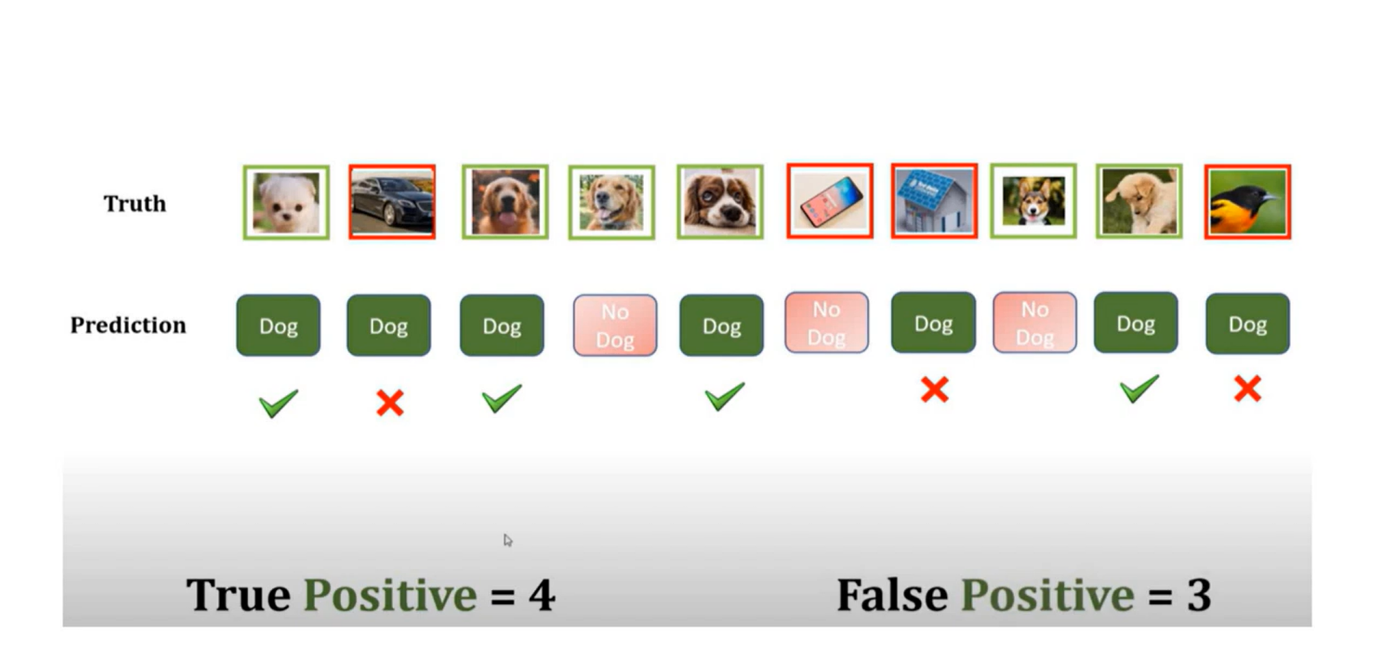 Truth
Prediction
Dog
Dog
Dog
No
Dog
Dog
No
Dog
Dog
No
Dog
Dog
Dog
True Positive = 4
False Positive = 3